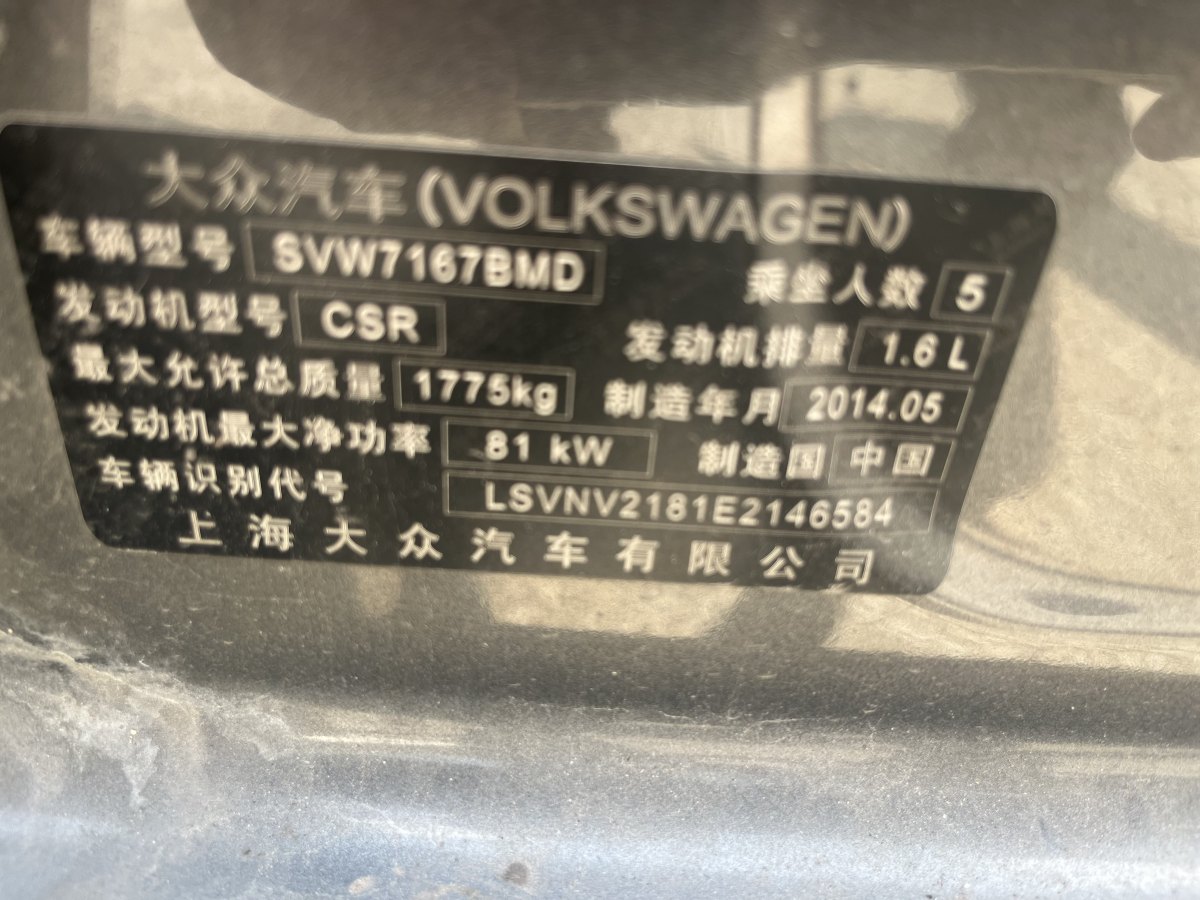 大众汽车(VOLKSWAGEN)
车辆型号 SVW7167BMD 乘坐人数 5
发动机型号 CSR 发动机排量 1.6 L
最大允许总质量 1775kg 制造年月 2014.05
发动机最大净功率 81 kW 制造国 中国
车辆识别代号 LSVNV2181E2146584
上海大众汽车有限公司